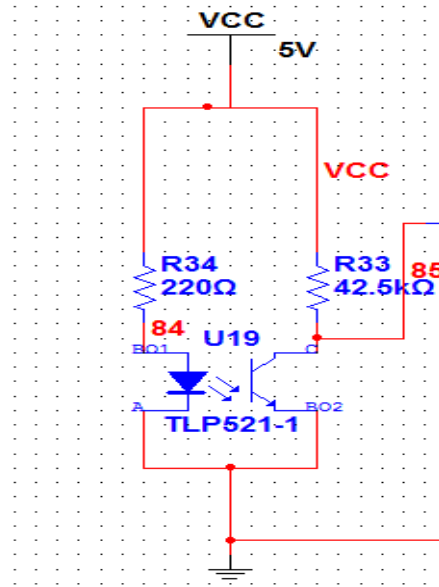 VCC
5V
VCC
R34
220Ω
R33
42.5kΩ
85
84
U19
BO1
C
A
BO2
TLP521-1